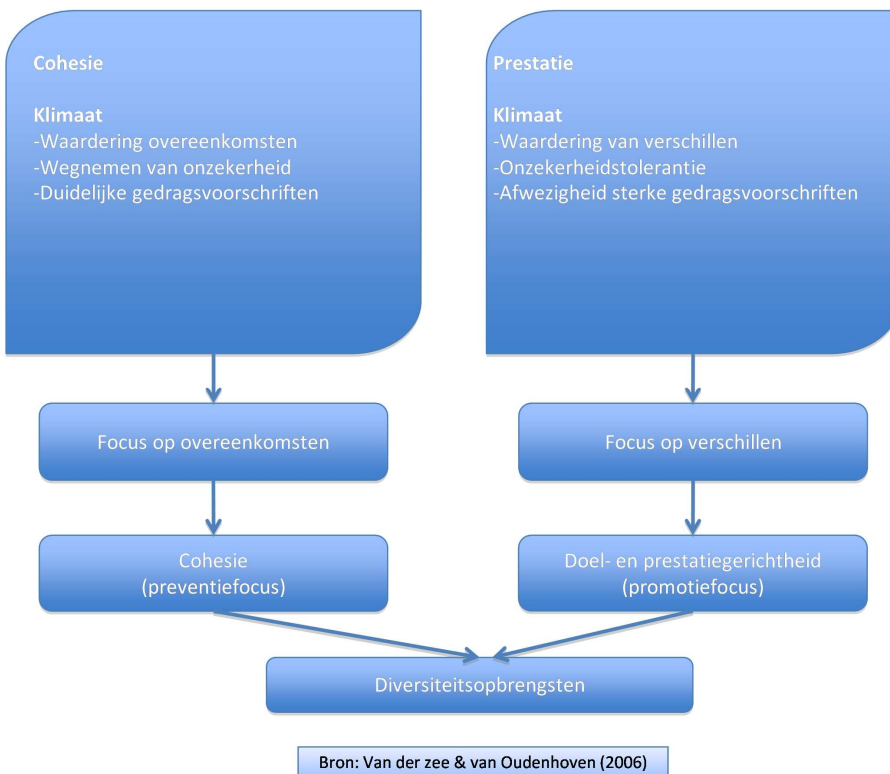 Cohesie
Klimaat
-Waardering overeenkomsten
-Wegnemen van onzekerheid
-Duidelijke gedragsvoorschriften
Prestatie
Klimaat
-Waardering van verschillen
-Onzekerheidstolerantie
-Afwezigheid sterke gedragsvoorschriften
Focus op overeenkomsten
Focus op verschillen
Cohesie
(preventiefocus)
Doel- en prestatiegerichtheid
(promotiefocus)
Diversiteitsopbrengsten
Bron: Van der zee & van Oudenhoven (2006)